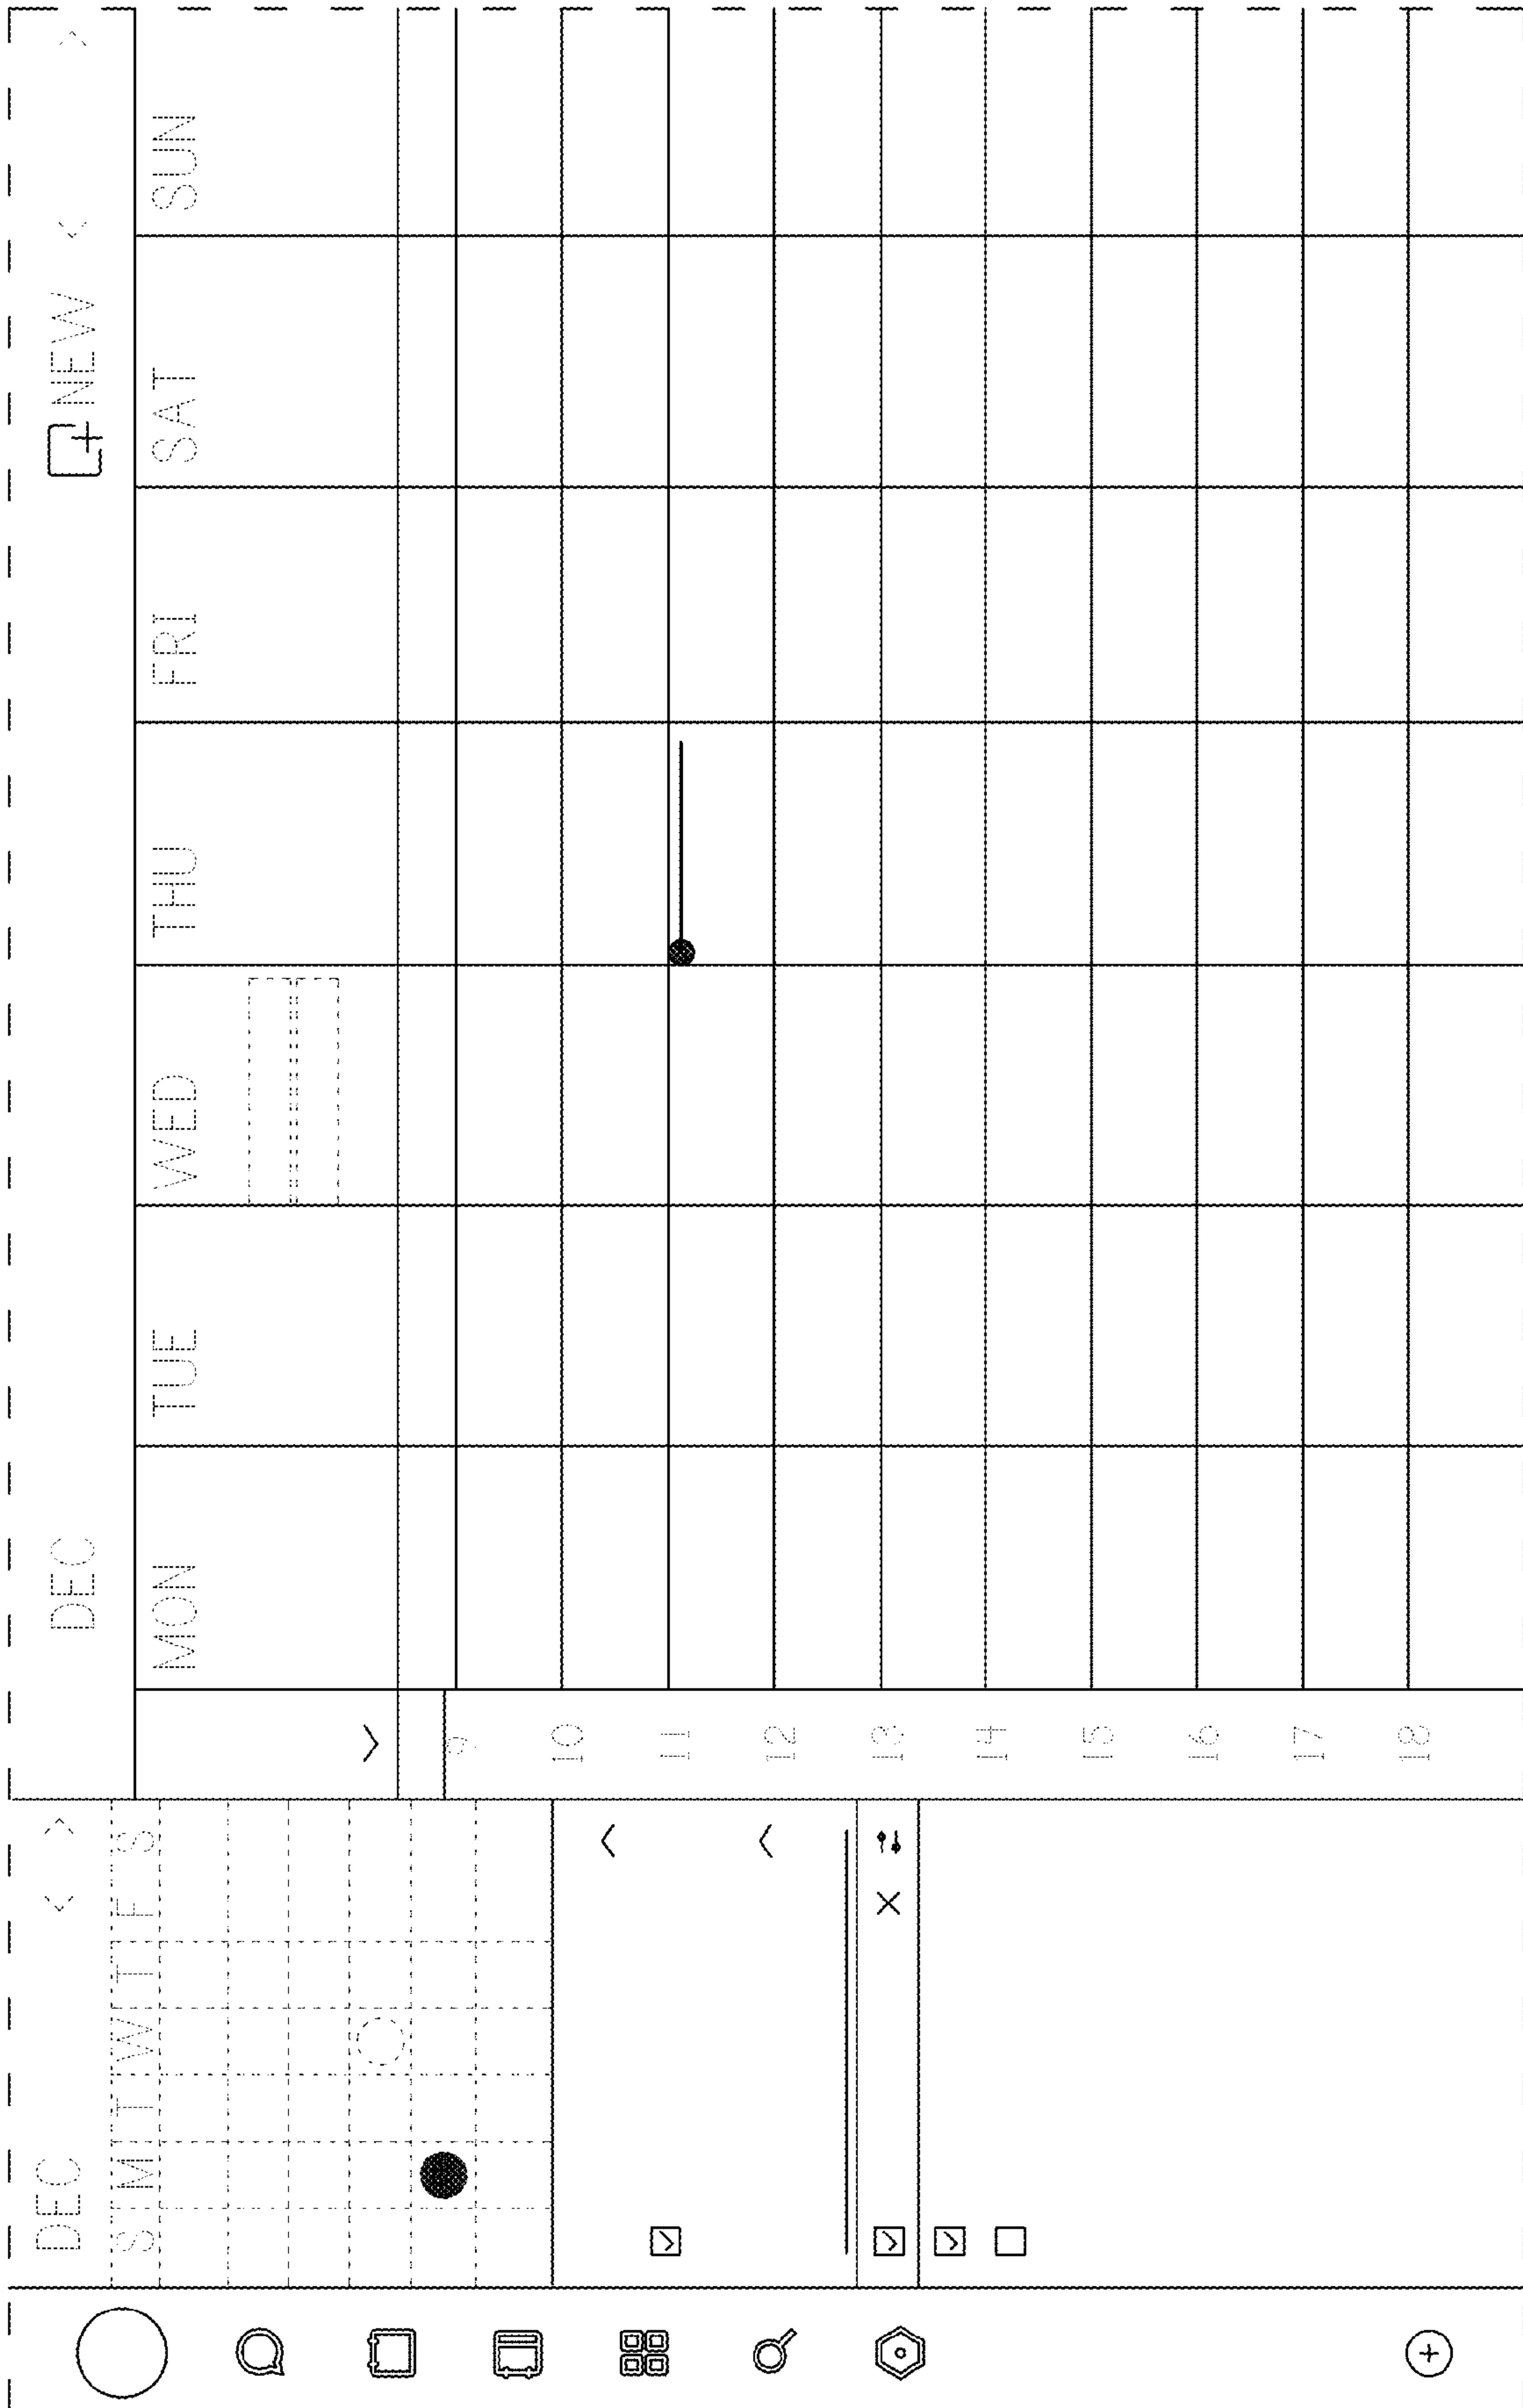 DEC
S M T W T F S
DEC
NEW
MON TUE WED THU FRI SAT SUN
9
10
11
12
13
14
15
16
17
18